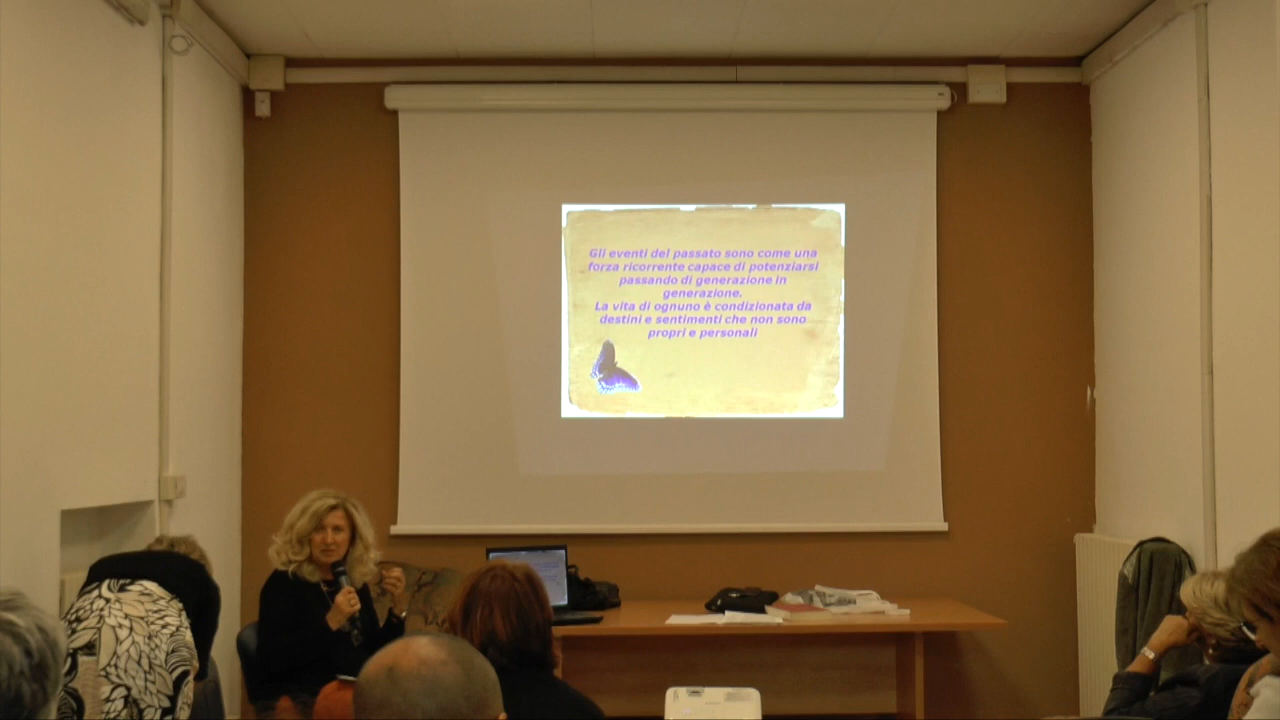 Gli eventi del passato sono come una
forza ricorrente capace di potenziarsi
passando di generazione in
generazione.
La vita di ognuno è condizionata da
destini e sentimenti che non sono
propri e personali